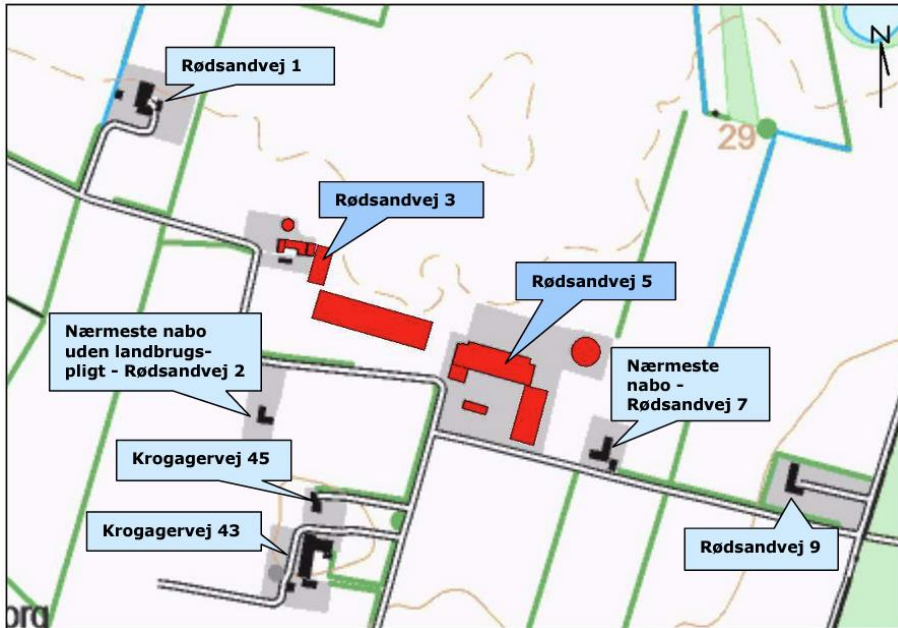 N
Rødsandvej 1
29
Rødsandvej 3
Rødsandvej 5
Nærmeste nabo
uden landbrugs-
pligt - Rødsandvej 2
Nærmeste
nabo -
Rødsandvej 7
Krogagervej 45
Krogagervej 43
Rødsandvej 9
org